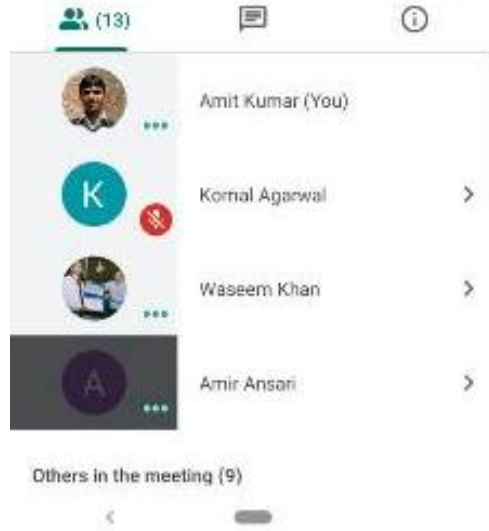 (13)
Amit Kumar (You)
K
Komal Agarwal
Waseem Khan
A
Amir Ansari
Others in the meeting (9)